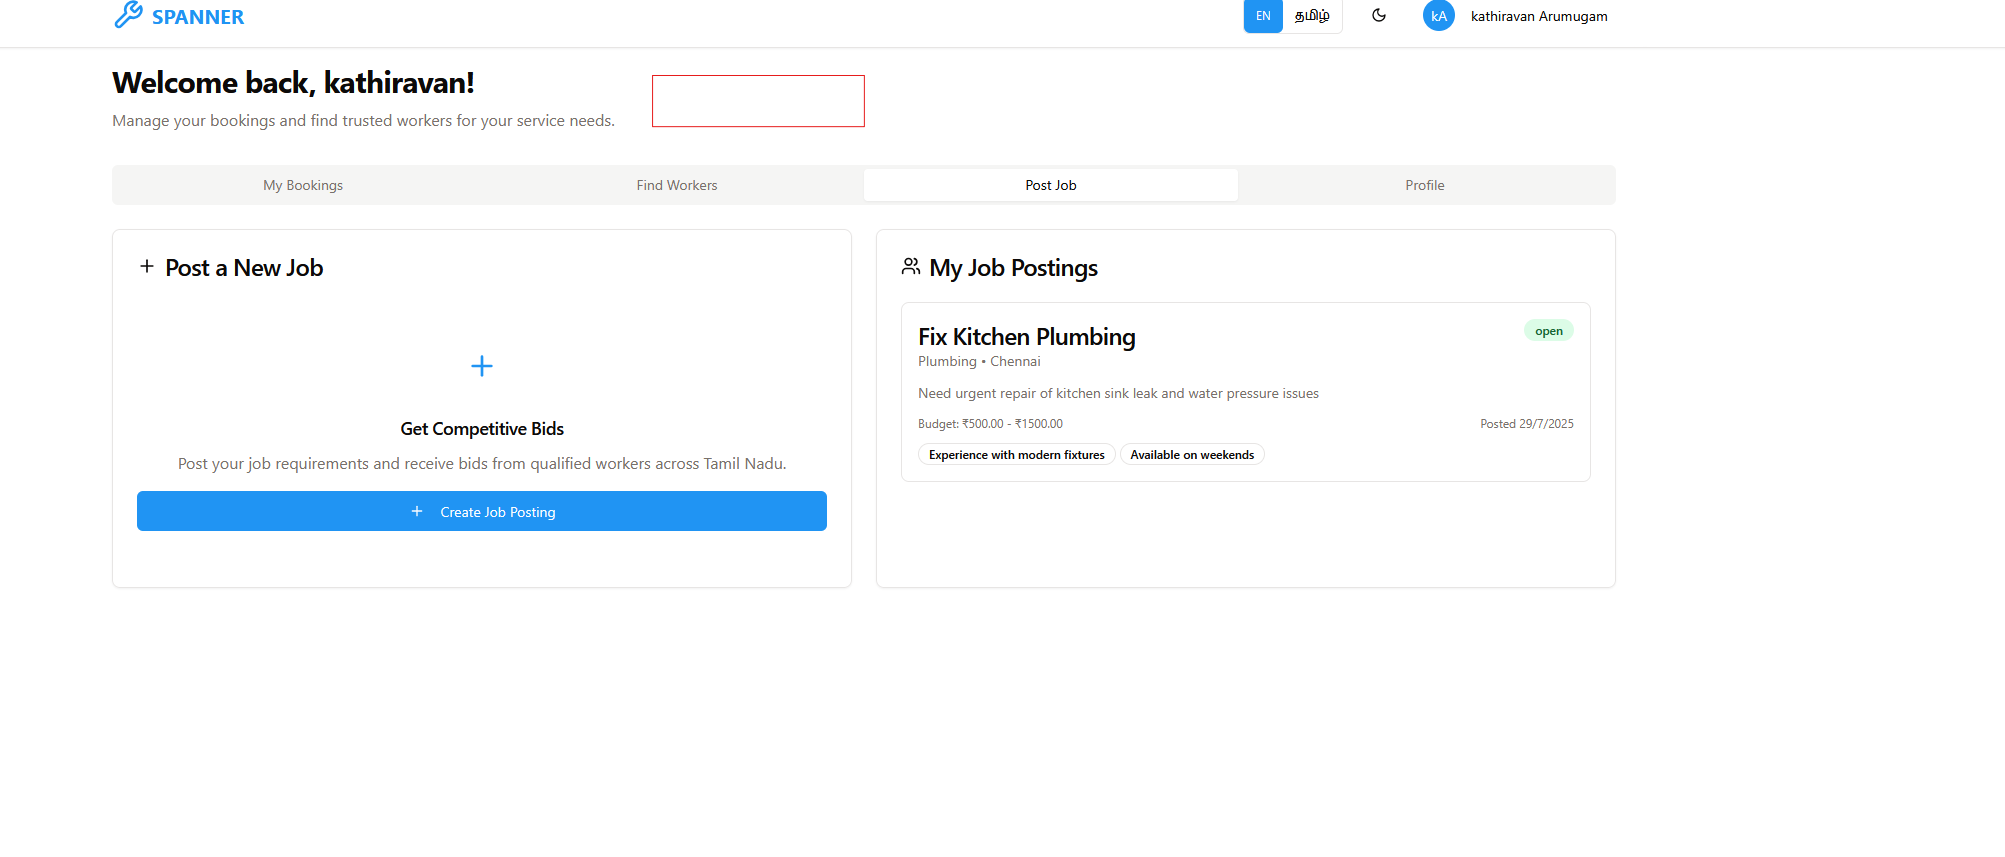 SPANNER
EN
தமிழ்
kA
kathiravan Arumugam
Welcome back, kathiravan!
Manage your bookings and find trusted workers for your service needs.
My Bookings
Find Workers
Post Job
Profile
Post a New Job
Get Competitive Bids
Post your job requirements and receive bids from qualified workers across Tamil Nadu.
Create Job Posting
My Job Postings
Fix Kitchen Plumbing
open
Plumbing • Chennai
Need urgent repair of kitchen sink leak and water pressure issues
Budget: ₹500.00 - ₹1500.00
Posted 29/7/2025
Experience with modern fixtures
Available on weekends